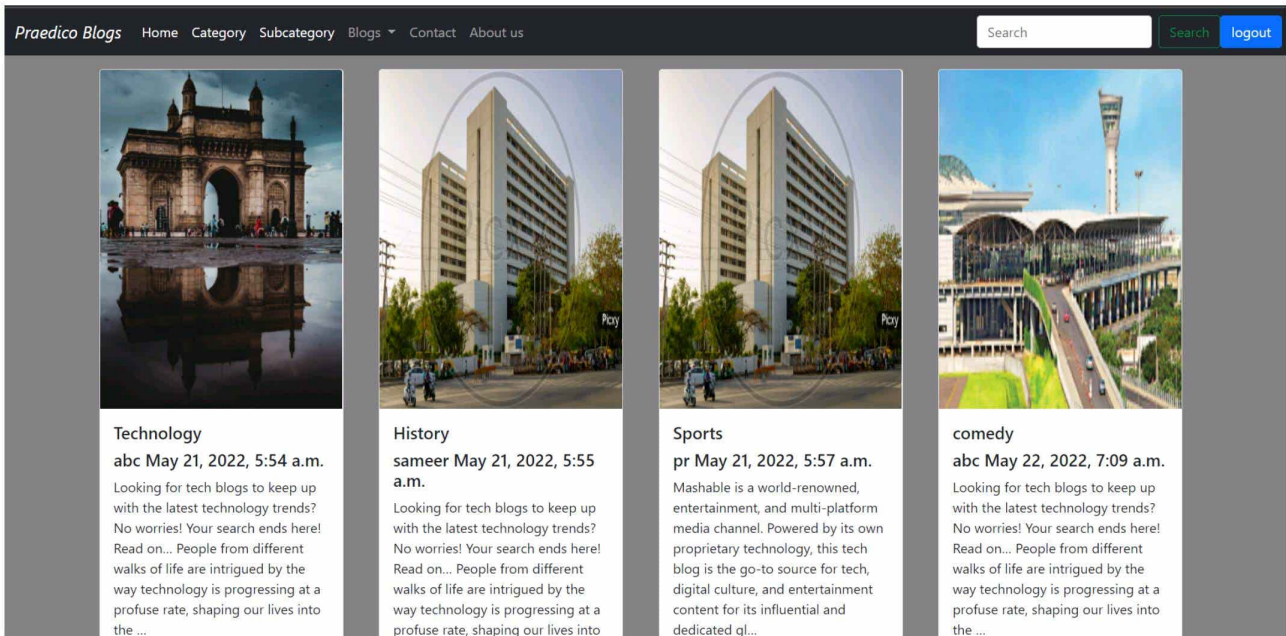 Praedico Blogs Home Category Subcategory Blogs Contact About us Search Search logout
Picxy
Picxy
Technology
abc May 21, 2022, 5:54 a.m.
Looking for tech blogs to keep up
with the latest technology trends?
No worries! Your search ends here!
Read on... People from different
walks of life are intrigued by the
way technology is progressing at a
profuse rate, shaping our lives into
the ...
History
sameer May 21, 2022, 5:55
a.m.
Looking for tech blogs to keep up
with the latest technology trends?
No worries! Your search ends here!
Read on... People from different
walks of life are intrigued by the
way technology is progressing at a
profuse rate, shaping our lives into
Sports
pr May 21, 2022, 5:57 a.m.
Mashable is a world-renowned,
entertainment, and multi-platform
media channel. Powered by its own
proprietary technology, this tech
blog is the go-to source for tech,
digital culture, and entertainment
content for its influential and
dedicated gl...
comedy
abc May 22, 2022, 7:09 a.m.
Looking for tech blogs to keep up
with the latest technology trends?
No worries! Your search ends here!
Read on... People from different
walks of life are intrigued by the
way technology is progressing at a
profuse rate, shaping our lives into
the ...